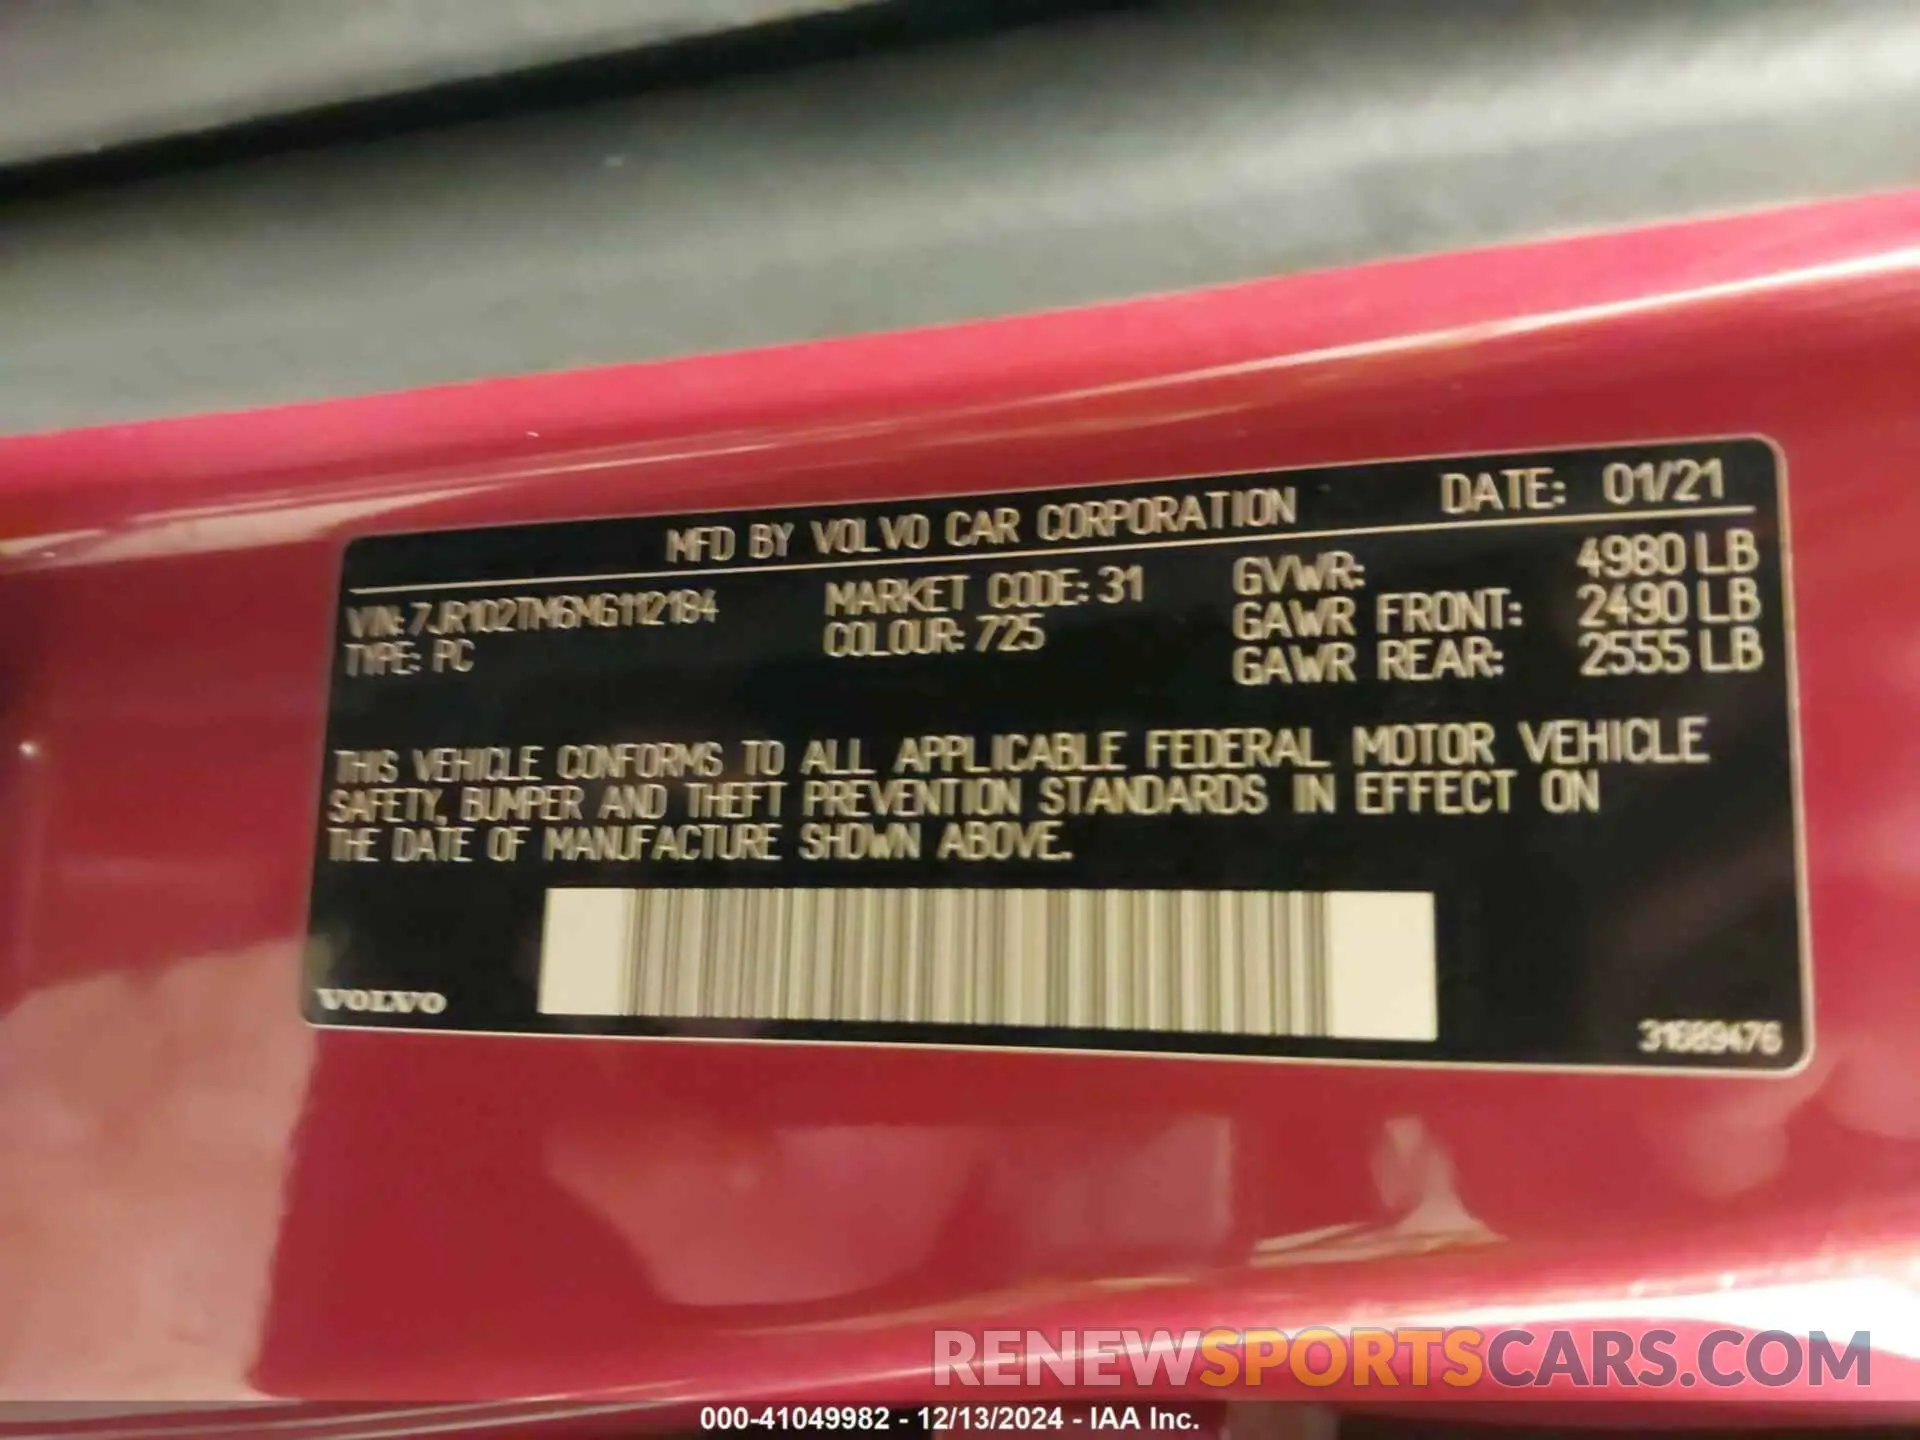 MFD BY VOLVO CAR CORPORATION DATE: 01/21
VIN: 7JR102TM6MG112184 MARKET CODE: 31 GVWR: 4980 LB
TYPE: PC COLOUR: 725 GAWR FRONT: 2490 LB
GAWR REAR: 2555 LB
THIS VEHICLE CONFORMS TO ALL APPLICABLE FEDERAL MOTOR VEHICLE
SAFETY, BUMPER AND THEFT PREVENTION STANDARDS IN EFFECT ON
THE DATE OF MANUFACTURE SHOWN ABOVE.
VOLVO
31689476
RENEWSPORTSCARS.COM
000-41049982 - 12/13/2024 - IAA Inc.